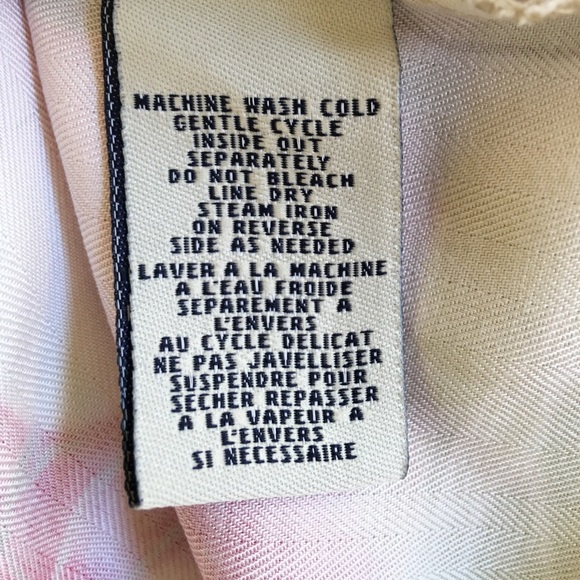 MACHINE WASH COLD
GENTLE CYCLE
INSIDE OUT
SEPARATELY
DO NOT BLEACH
LINE DRY
STEAM IRON
ON REVERSE
SIDE AS NEEDED
LAVER A LA MACHINE
A L'EAU FROIDE
SEPAREMENT A
L'ENVERS
AU CYCLE DELICAT
NE PAS JAVELLISER
SUSPENDRE POUR
SECHER REPASSER
A LA VAPEUR A
L'ENVERS
SI NECESSAIRE